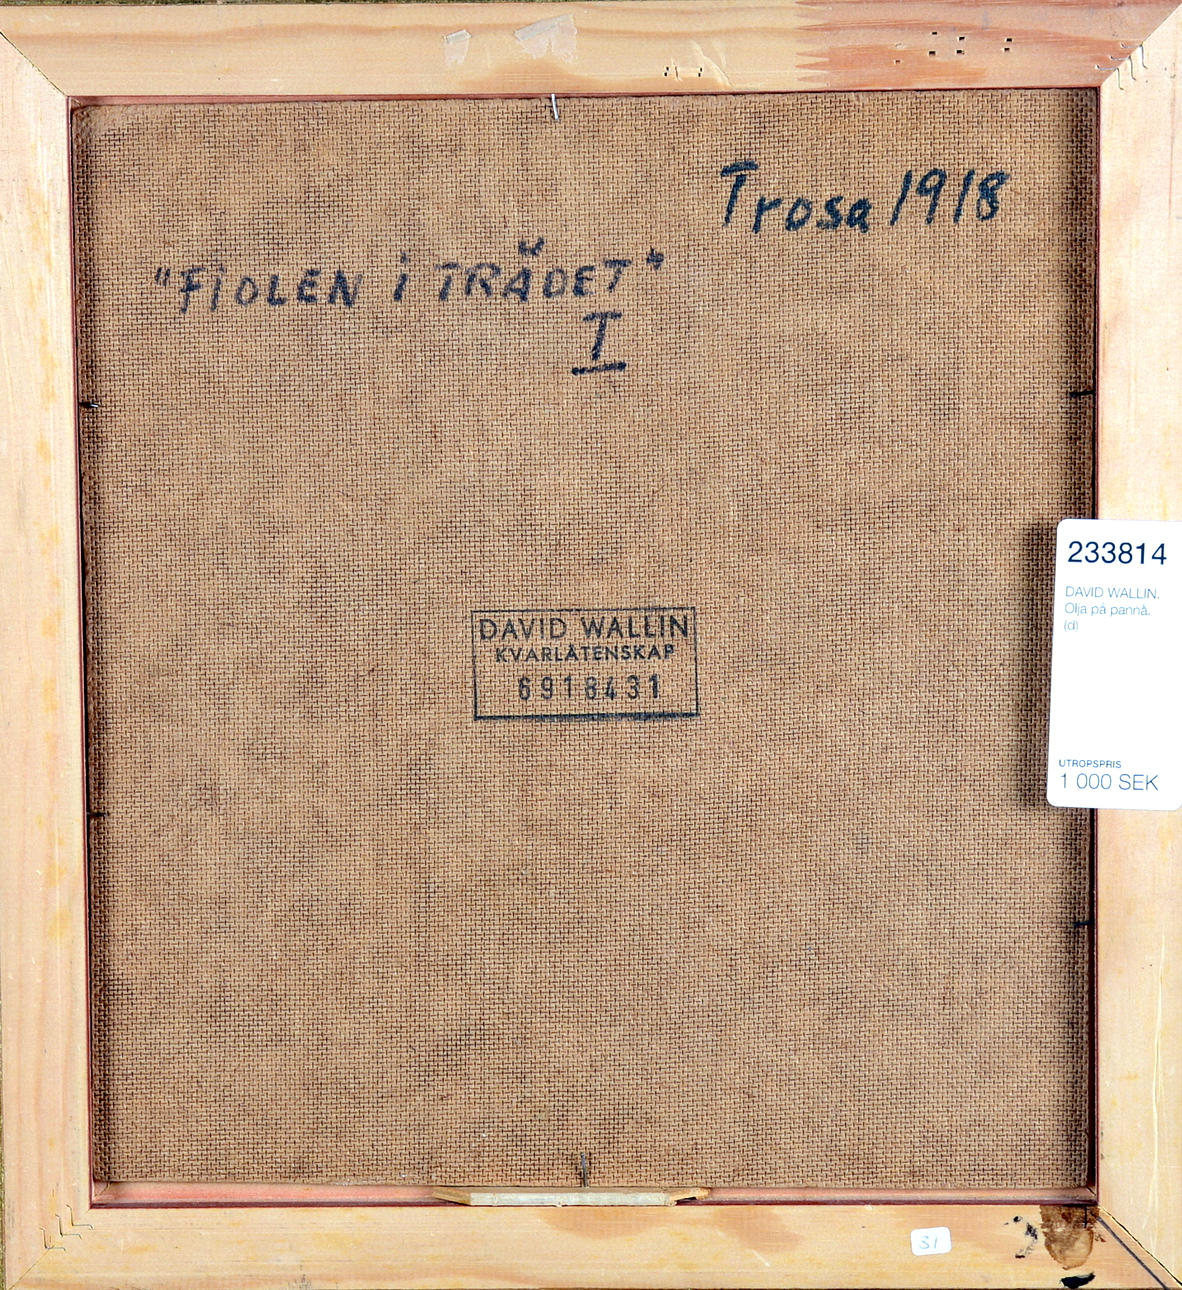 Trosa 1918
"FIOLEN i TRÄDET"
I
DAVID WALLIN
KVARLÅTENSKAP
6918431
233814
DAVID WALLIN.
Olja på pannå.
(d)
UTROPSPRIS
1 000 SEK
S1